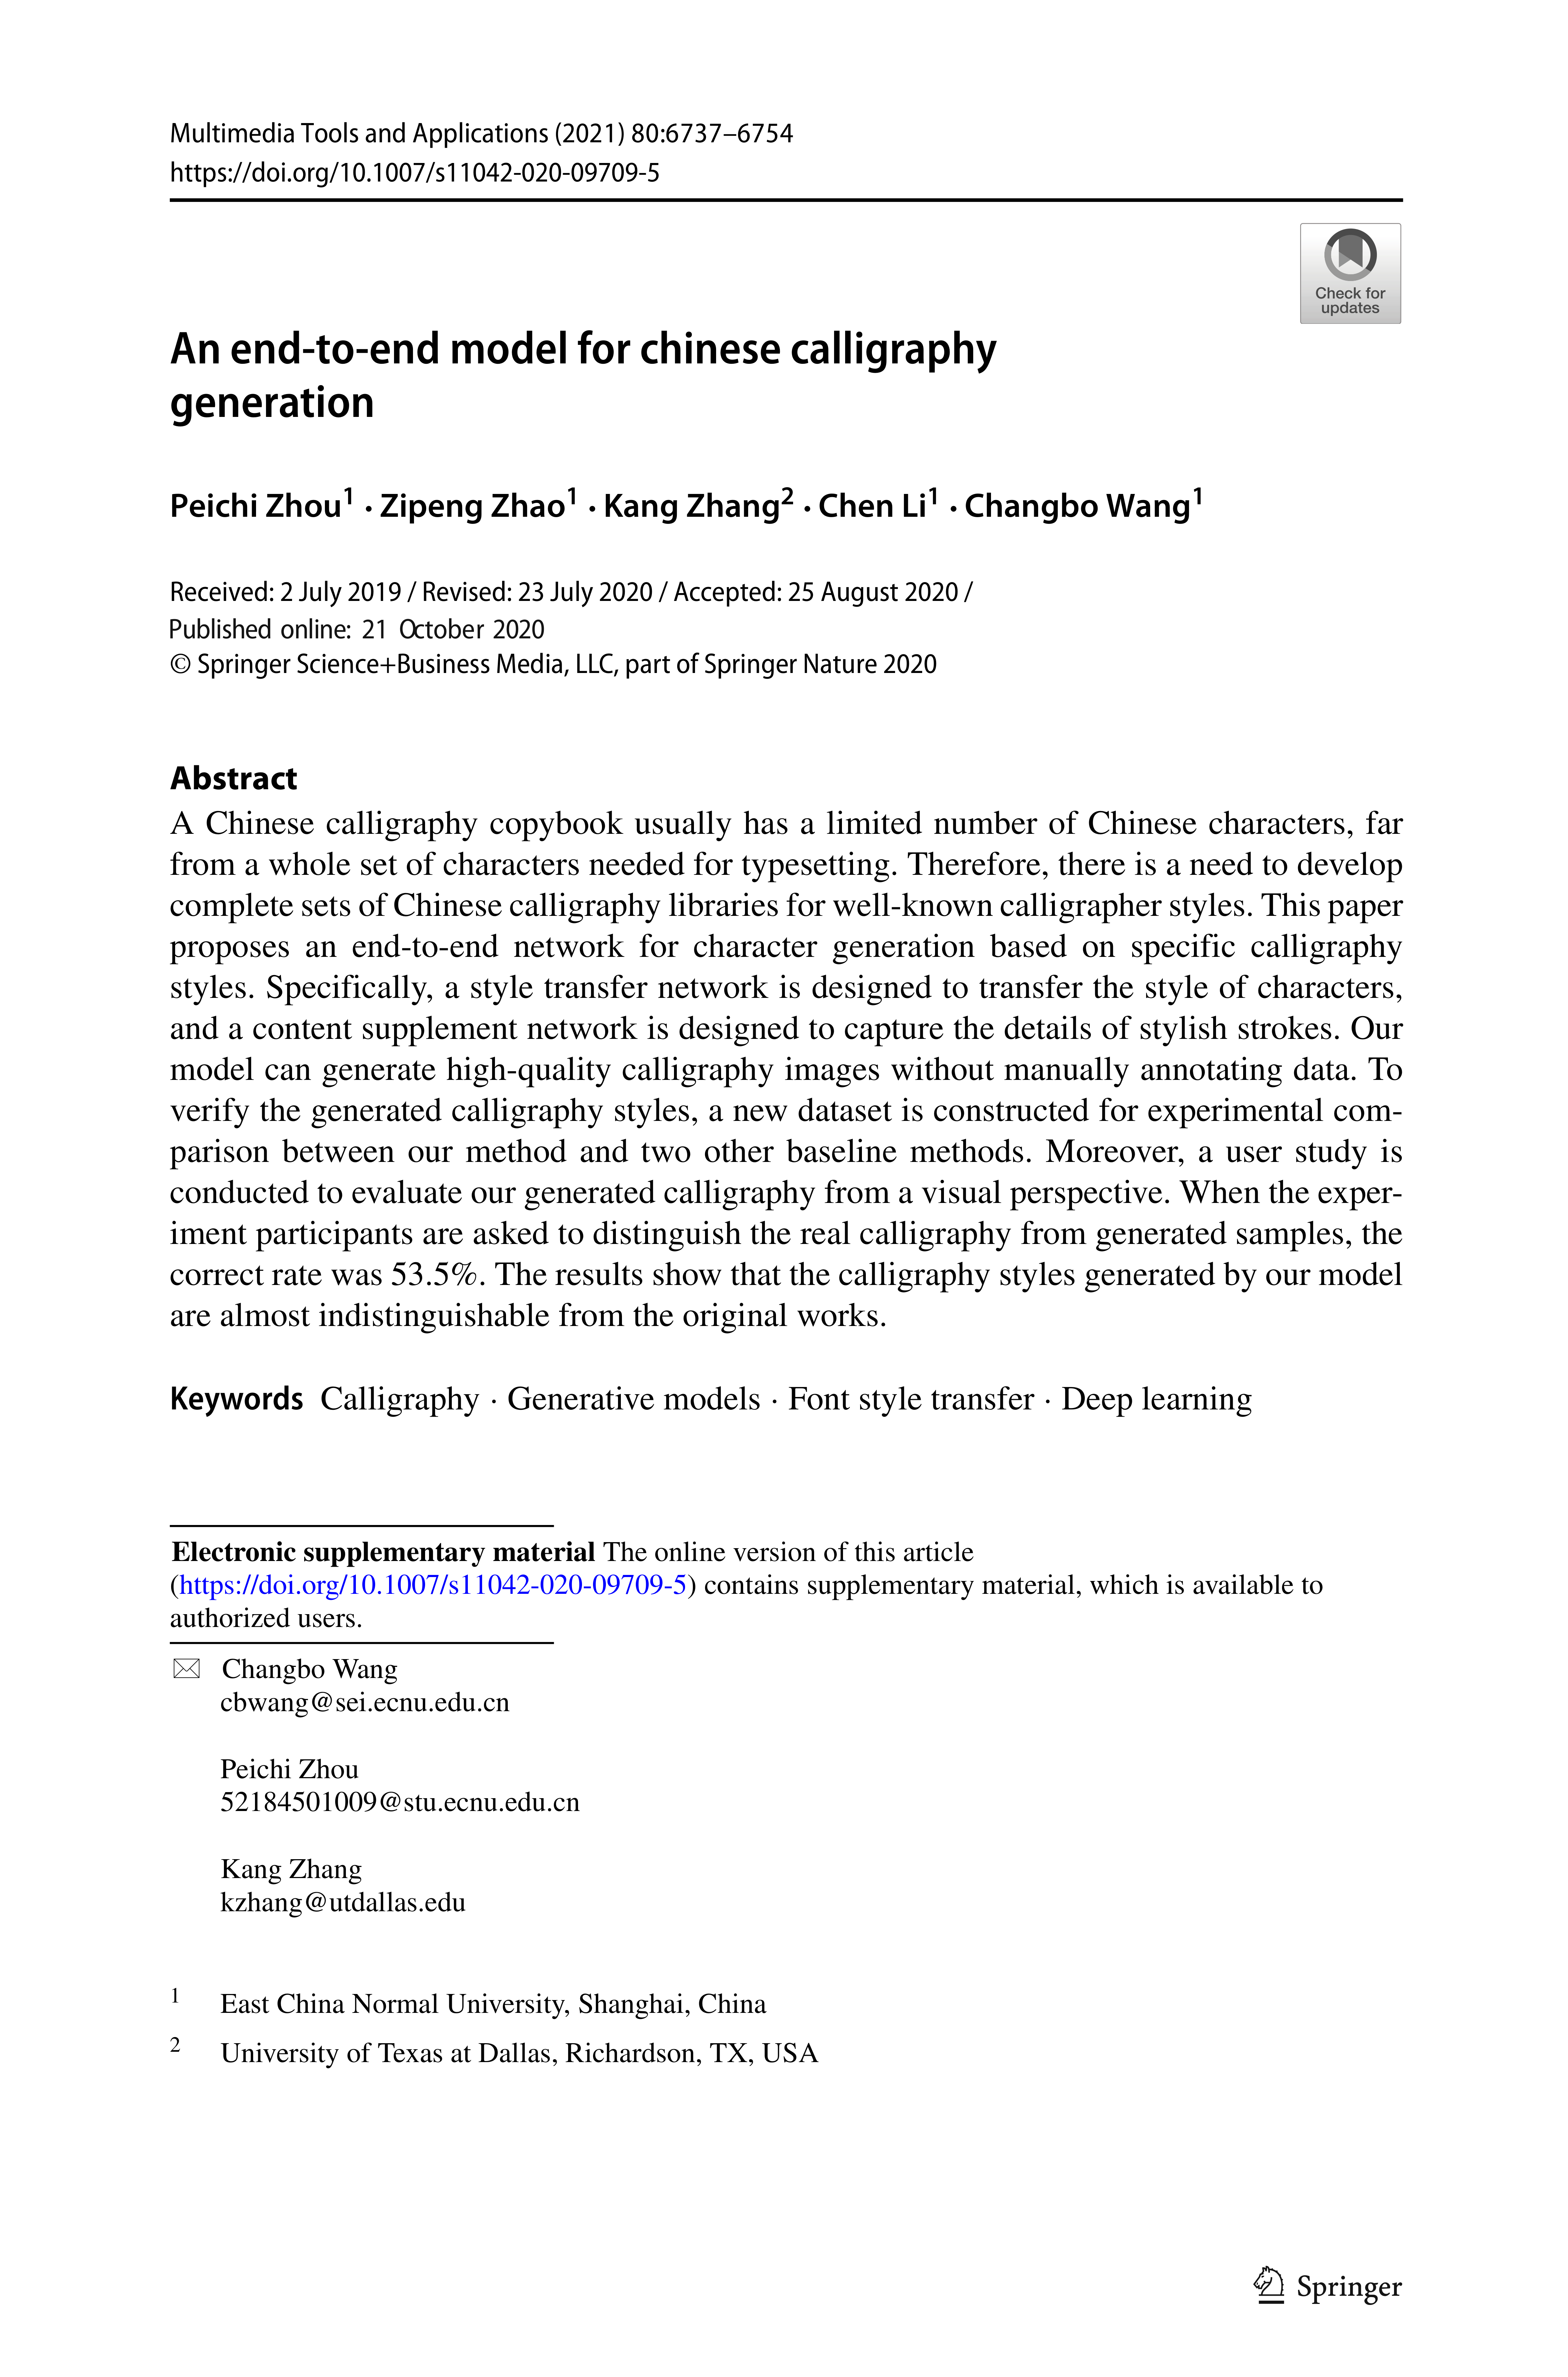 Multimedia Tools and Applications (2021) 80:6737–6754
https://doi.org/10.1007/s11042-020-09709-5
Check for
updates
An end-to-end model for chinese calligraphy
generation
Peichi Zhou1 · Zipeng Zhao1 · Kang Zhang2 · Chen Li1 · Changbo Wang1
Received: 2 July 2019 / Revised: 23 July 2020 / Accepted: 25 August 2020 /
Published online: 21 October 2020
© Springer Science+Business Media, LLC, part of Springer Nature 2020
Abstract
A Chinese calligraphy copybook usually has a limited number of Chinese characters, far
from a whole set of characters needed for typesetting. Therefore, there is a need to develop
complete sets of Chinese calligraphy libraries for well-known calligrapher styles. This paper
proposes an end-to-end network for character generation based on specific calligraphy
styles. Specifically, a style transfer network is designed to transfer the style of characters,
and a content supplement network is designed to capture the details of stylish strokes. Our
model can generate high-quality calligraphy images without manually annotating data. To
verify the generated calligraphy styles, a new dataset is constructed for experimental com-
parison between our method and two other baseline methods. Moreover, a user study is
conducted to evaluate our generated calligraphy from a visual perspective. When the exper-
iment participants are asked to distinguish the real calligraphy from generated samples, the
correct rate was 53.5%. The results show that the calligraphy styles generated by our model
are almost indistinguishable from the original works.
Keywords Calligraphy · Generative models · Font style transfer · Deep learning
Electronic supplementary material The online version of this article
(https://doi.org/10.1007/s11042-020-09709-5) contains supplementary material, which is available to
authorized users.
Changbo Wang
cbwang@sei.ecnu.edu.cn
Peichi Zhou
52184501009@stu.ecnu.edu.cn
Kang Zhang
kzhang@utdallas.edu
1 East China Normal University, Shanghai, China
2 University of Texas at Dallas, Richardson, TX, USA
Springer